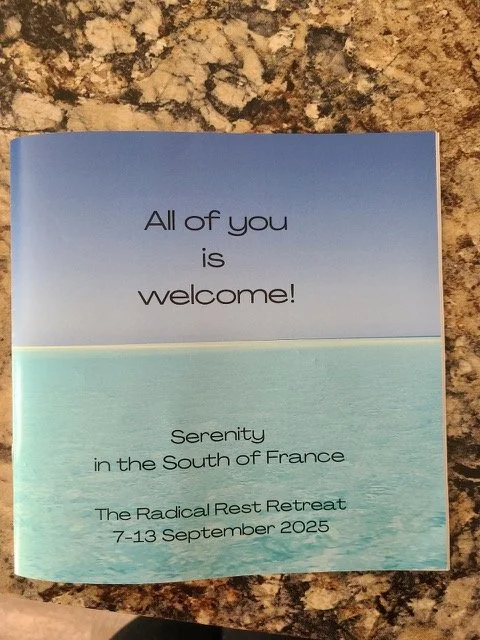 All of you
is
welcome!
Serenity
in the South of France
The Radical Rest Retreat
7-13 September 2025